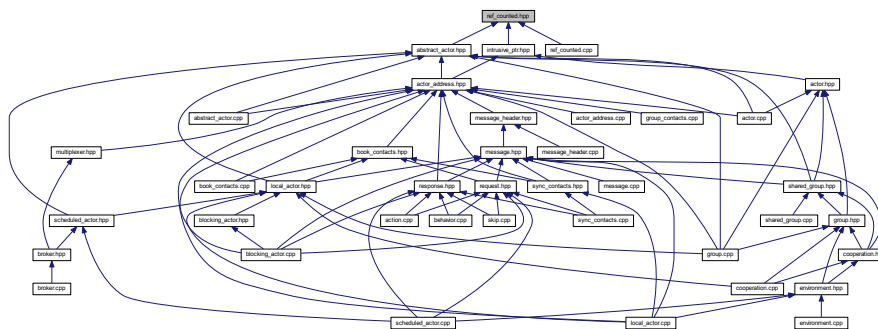 ref_counted.hpp
abstract_actor.hpp
intrusive_ptr.hpp
ref_counted.cpp
actor_address.hpp
actor.hpp
abstract_actor.cpp
message_header.hpp
actor_address.cpp
group_contacts.cpp
actor.cpp
multiplexer.hpp
book_contacts.hpp
message.hpp
message_header.cpp
book_contacts.cpp
local_actor.hpp
response.hpp
request.hpp
sync_contacts.hpp
message.cpp
shared_group.hpp
scheduled_actor.hpp
blocking_actor.hpp
action.cpp
behavior.cpp
skip.cpp
sync_contacts.cpp
shared_group.cpp
group.hpp
broker.hpp
blocking_actor.cpp
group.cpp
cooperation.h
broker.cpp
cooperation.cpp
environment.hpp
scheduled_actor.cpp
local_actor.cpp
environment.cpp